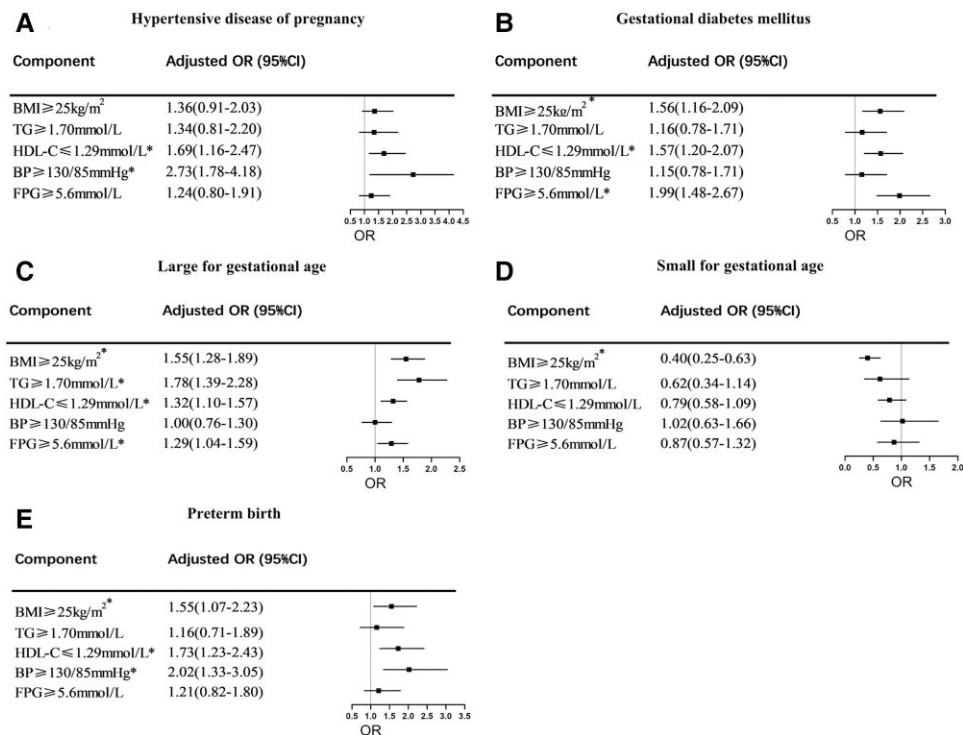 A Hypertensive disease of pregnancy
Component Adjusted OR (95%CI)
BMI≥25kg/m²
1.36(0.91-2.03)
TG≥1.70mmol/L 1.34(0.81-2.20)
HDL-C≤1.29mmol/L* 1.69(1.16-2.47)
BP≥130/85mmHg* 2.73(1.78-4.18)
FPG≥5.6mmol/L 1.24(0.80-1.91)
0.5 1.0 1.5 2.0 2.5 3.0 3.5 4.0 4.5
OR
B Gestational diabetes mellitus
Component Adjusted OR (95%CI)
BMI≥25kg/m²* 1.56(1.16-2.09)
TG≥1.70mmol/L 1.16(0.78-1.71)
HDL-C≤1.29mmol/L* 1.57(1.20-2.07)
BP≥130/85mmHg 1.15(0.78-1.71)
FPG≥5.6mmol/L* 1.99(1.48-2.67)
0.5 1.0 1.5 2.0 2.5 3.0
OR
C Large for gestational age
Component Adjusted OR (95%CI)
BMI≥25kg/m²* 1.55(1.28-1.89)
TG≥1.70mmol/L* 1.78(1.39-2.28)
HDL-C≤1.29mmol/L* 1.32(1.10-1.57)
BP≥130/85mmHg 1.00(0.76-1.30)
FPG≥5.6mmol/L* 1.29(1.04-1.59)
0.5 1.0 1.5 2.0 2.5
OR
D Small for gestational age
Component Adjusted OR (95%CI)
BMI≥25kg/m²* 0.40(0.25-0.63)
TG≥1.70mmol/L 0.62(0.34-1.14)
HDL-C≤1.29mmol/L 0.79(0.58-1.09)
BP≥130/85mmHg 1.02(0.63-1.66)
FPG≥5.6mmol/L 0.87(0.57-1.32)
0.0 0.5 1.0 1.5 2.0
OR
E Preterm birth
Component Adjusted OR (95%CI)
BMI≥25kg/m²* 1.55(1.07-2.23)
TG≥1.70mmol/L 1.16(0.71-1.89)
HDL-C≤1.29mmol/L* 1.73(1.23-2.43)
BP≥130/85mmHg* 2.02(1.33-3.05)
FPG≥5.6mmol/L 1.21(0.82-1.80)
0.5 1.0 1.5 2.0 2.5 3.0 3.5
OR